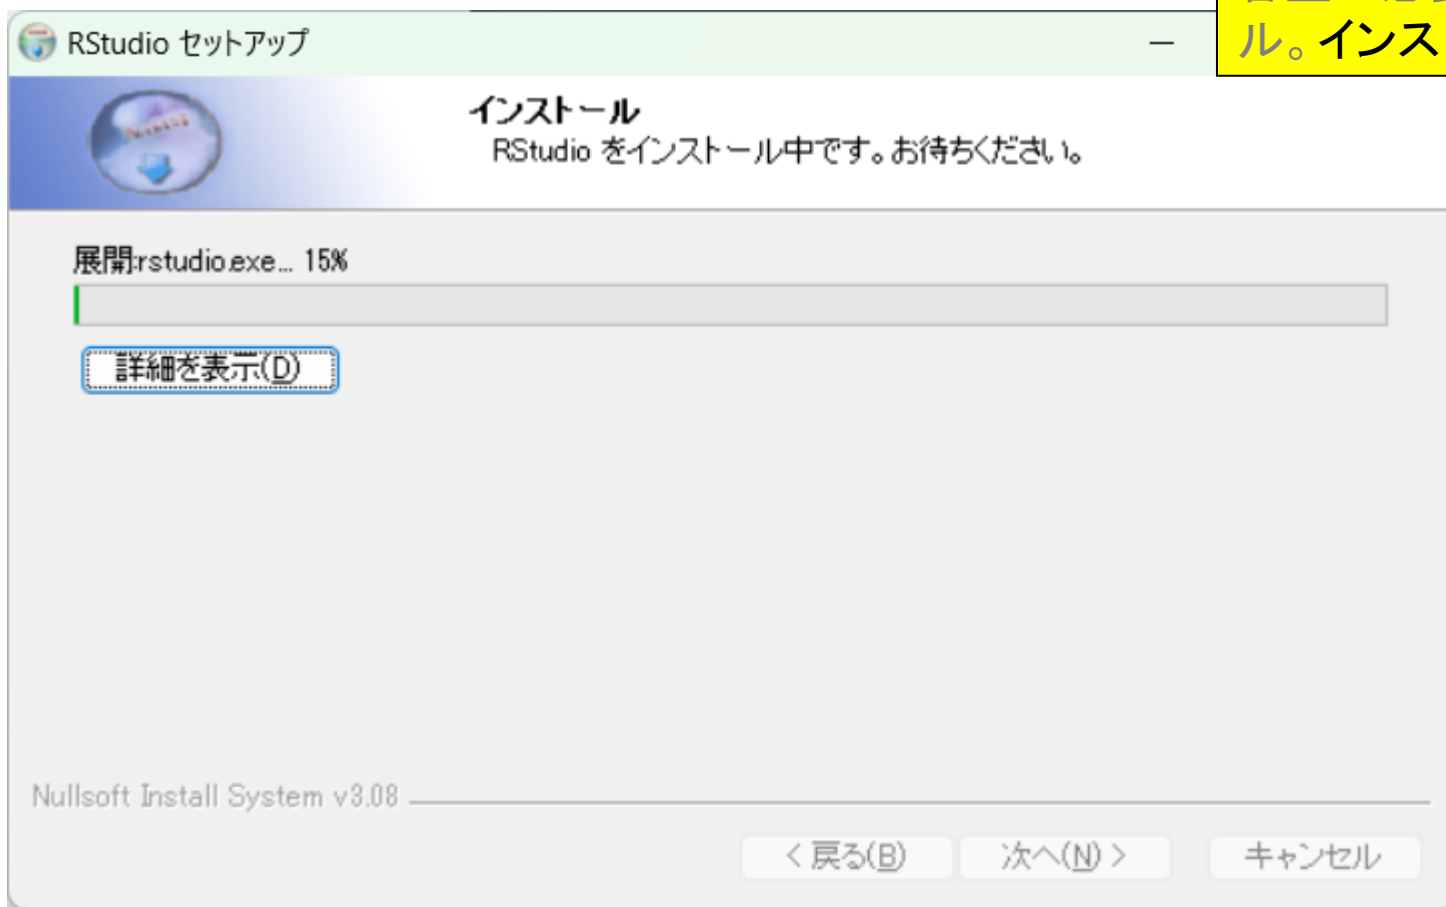 RStudio セットアップ
ル。インス
インストール
RStudio をインストール中です。お待ちください。
展開:rstudio.exe... 15%
詳細を表示(D)
Nullsoft Install System v3.08
< 戻る(B)
次へ(N) >
キャンセル